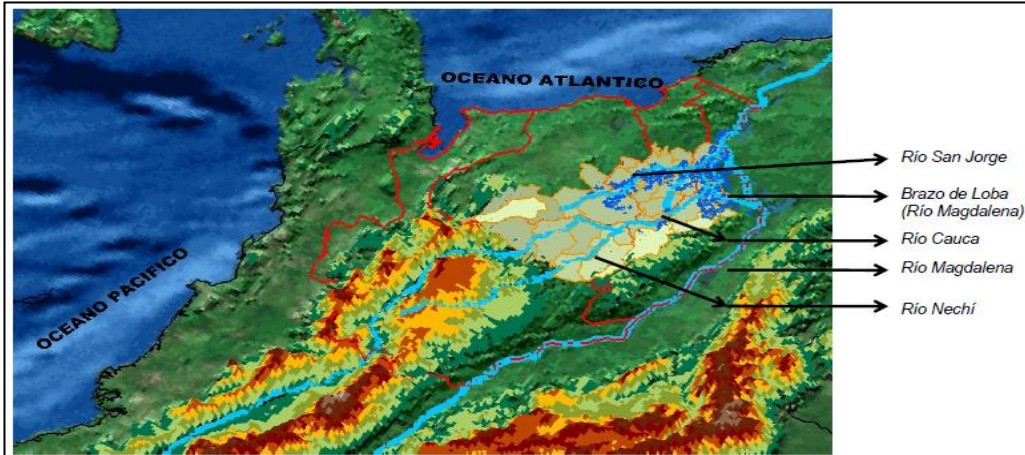 OCEANO ATLANTICO
OCEANO PACIFICO
Río San Jorge
Brazo de Loba
(Río Magdalena)
Río Cauca
Río Magdalena
Río Nechí